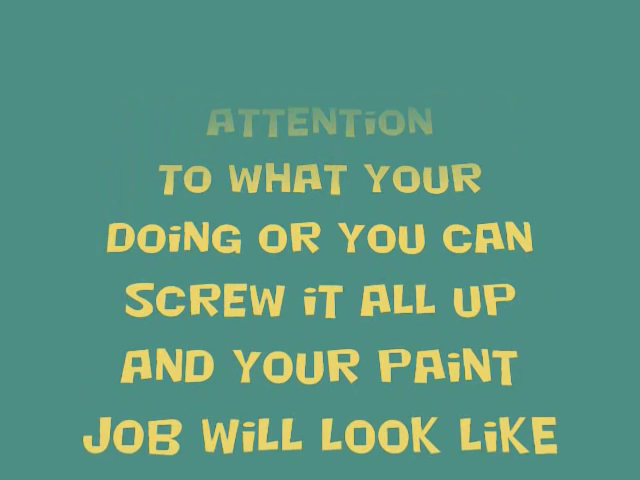 ATTENTiON
TO WHAT YOUR
DOiNG OR YOU CAN
SCREW iT ALL UP
AND YOUR PAiNT
JOB WiLL LOOK LiKE